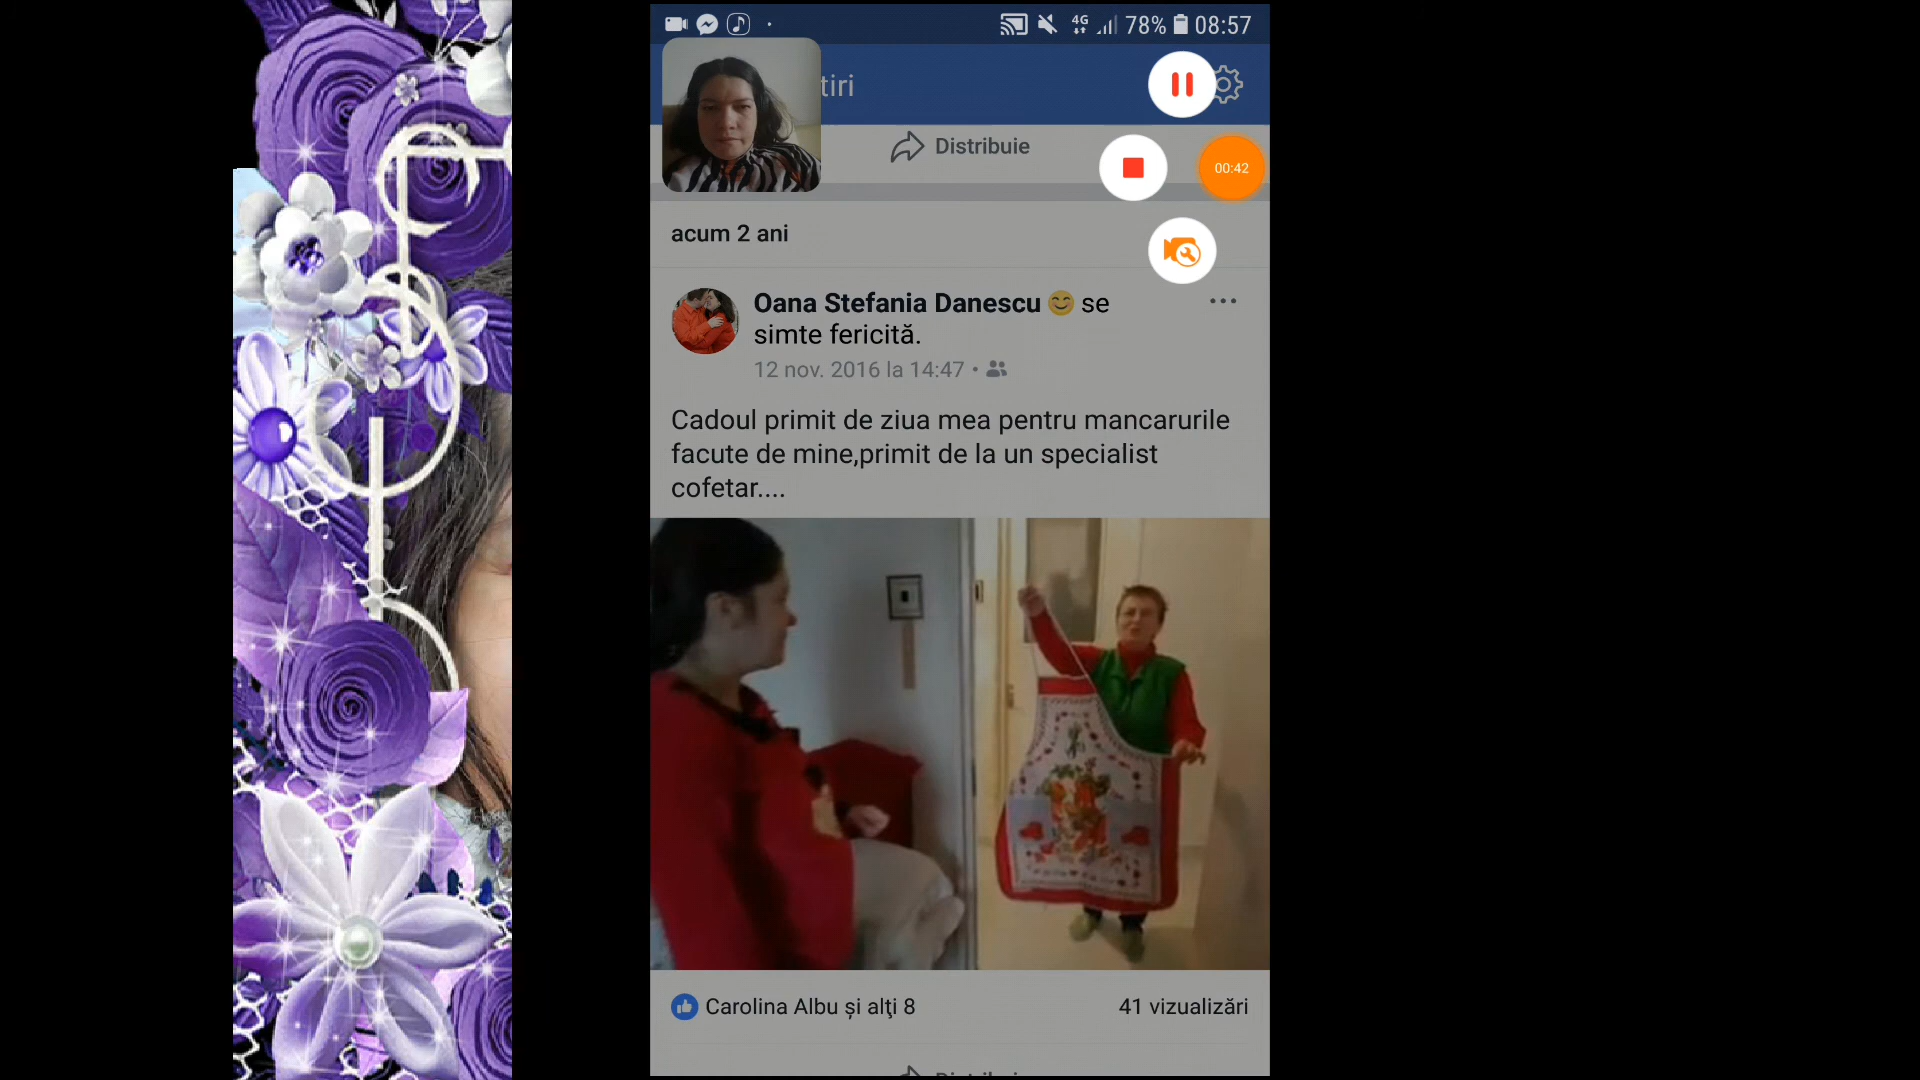 4G 78% 08:57
tiri
Distribuie
00:42
acum 2 ani
Oana Stefania Danescu 😊 se
simte fericită.
12 nov. 2016 la 14:47 •
Cadoul primit de ziua mea pentru mancarurile
facute de mine,primit de la un specialist
cofetar....
Carolina Albu și alţi 8
41 vizualizări